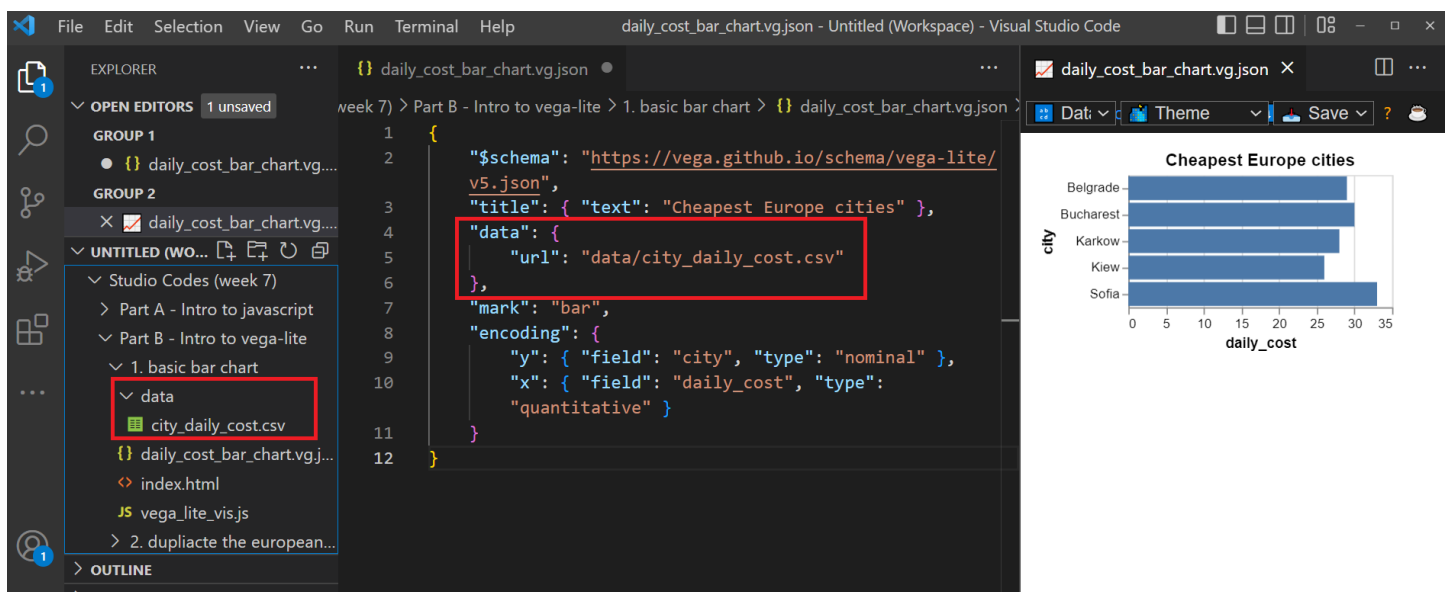 File Edit Selection View Go Run Terminal Help daily_cost_bar_chart.vg.json - Untitled (Workspace) - Visual Studio Code
EXPLORER ...
OPEN EDITORS 1 unsaved
GROUP 1
{} daily_cost_bar_chart.vg....
GROUP 2
daily_cost_bar_chart.vg....
UNTITLED (WO...
Studio Codes (week 7)
Part A - Intro to javascript
Part B - Intro to vega-lite
1. basic bar chart
data
city_daily_cost.csv
{} daily_cost_bar_chart.vg.j...
<> index.html
JS vega_lite_vis.js
2. dupliacte the european...
OUTLINE
1
1
{} daily_cost_bar_chart.vg.json ● ...
week 7) > Part B - Intro to vega-lite > 1. basic bar chart > {} daily_cost_bar_chart.vg.json >
1 {
2 "$schema": "https://vega.github.io/schema/vega-lite/
v5.json",
3 "title": { "text": "Cheapest Europe cities" },
4 "data": {
5 "url": "data/city_daily_cost.csv"
6 },
7 "mark": "bar",
8 "encoding": {
9 "y": { "field": "city", "type": "nominal" },
10 "x": { "field": "daily_cost", "type":
"quantitative" }
11 }
12 }
daily_cost_bar_chart.vg.json × ...
Theme Save ?
Cheapest Europe cities
Belgrade
Bucharest
Karkow
Kiew
Sofia
city
0 5 10 15 20 25 30 35
daily_cost